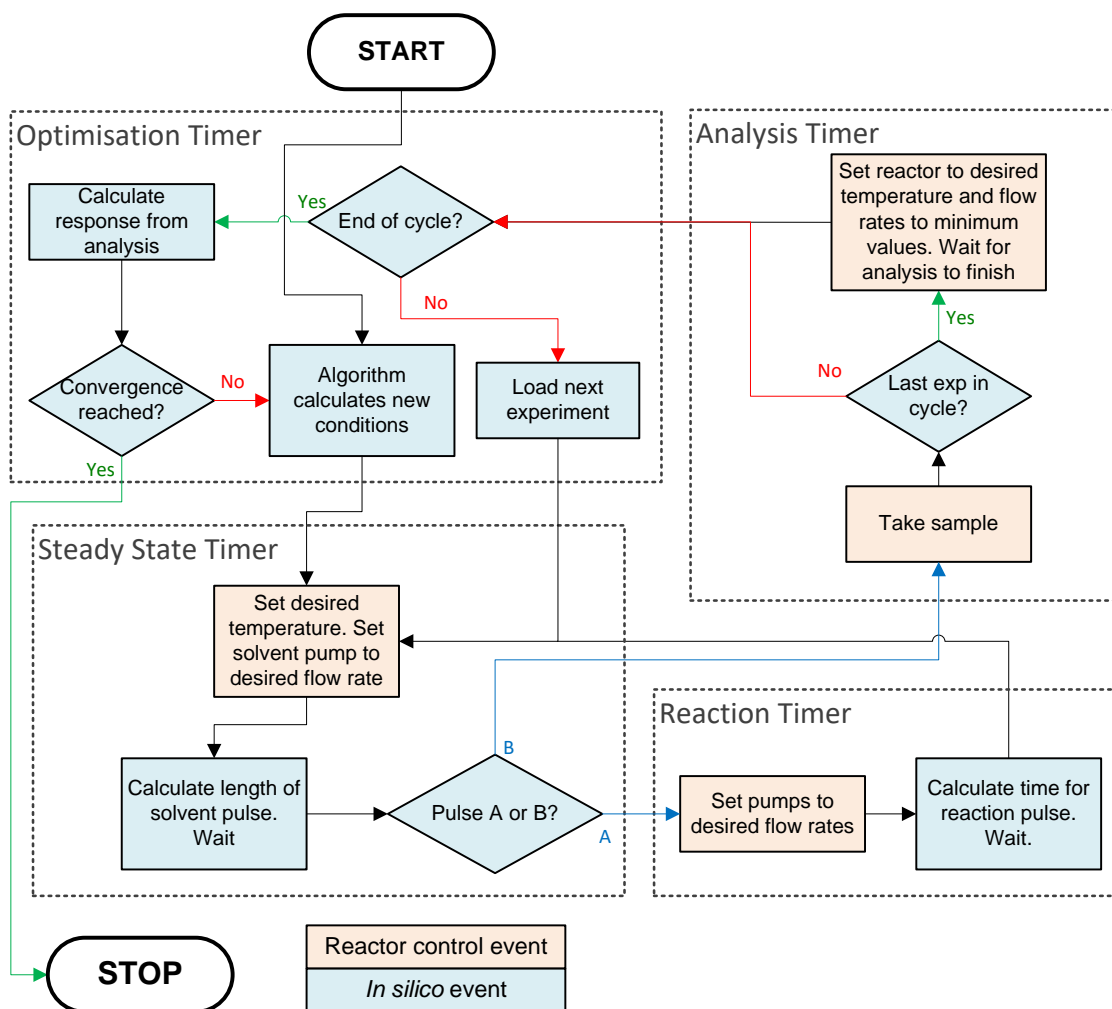 START
Optimisation Timer
Calculate
response from
analysis
Yes
End of cycle?
No
Convergence
reached?
No
Yes
Algorithm
calculates new
conditions
Load next
experiment
Analysis Timer
Set reactor to desired
temperature and flow
rates to minimum
values. Wait for
analysis to finish
Yes
No
Last exp in
cycle?
Take sample
Steady State Timer
Set desired
temperature. Set
solvent pump to
desired flow rate
Calculate length of
solvent pulse.
Wait
B
Pulse A or B?
A
Reaction Timer
Set pumps to
desired flow rates
Calculate time for
reaction pulse.
Wait.
STOP
Reactor control event
In silico event